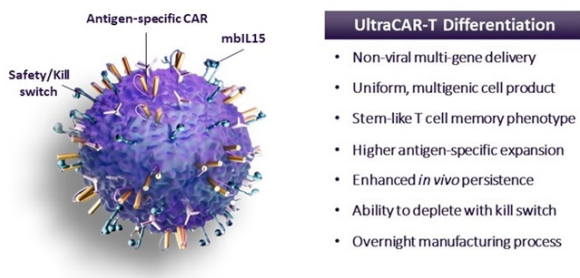 Antigen-specific CAR
mbIL15
Safety/Kill
switch
UltraCAR-T Differentiation
• Non-viral multi-gene delivery
• Uniform, multigenic cell product
• Stem-like T cell memory phenotype
• Higher antigen-specific expansion
• Enhanced in vivo persistence
• Ability to deplete with kill switch
• Overnight manufacturing process